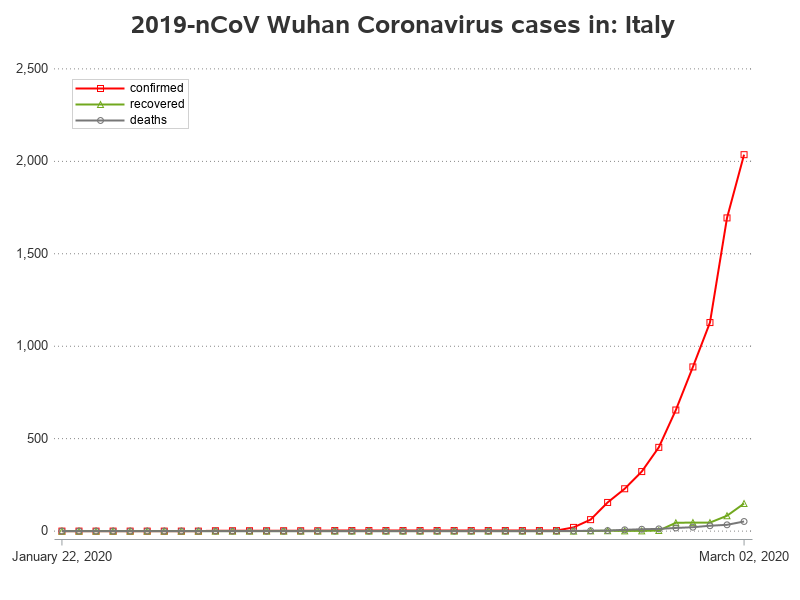 2019-nCoV Wuhan Coronavirus cases in: Italy
2,500
confirmed
recovered
deaths
2,000
1,500
1,000
500
0
January 22, 2020
March 02, 2020